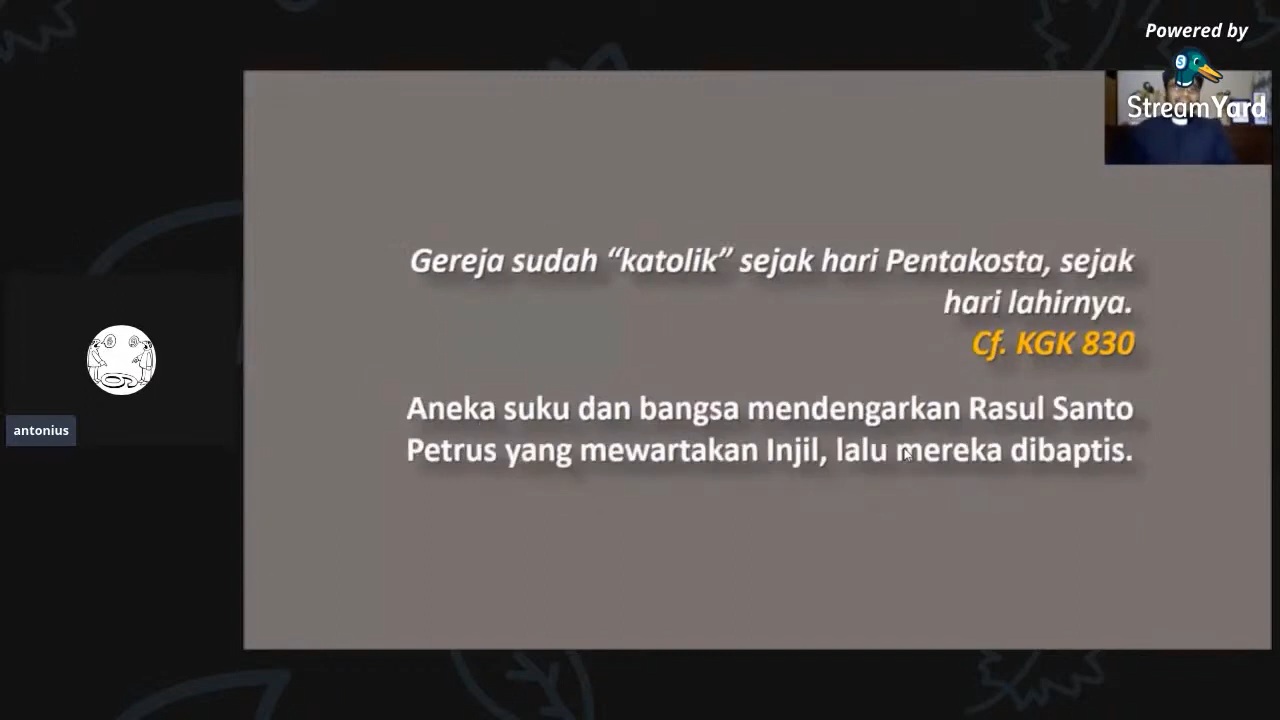 Powered by
StreamYard
Gereja sudah “katolik” sejak hari Pentakosta, sejak
hari lahirnya.
Cf. KGK 830
Aneka suku dan bangsa mendengarkan Rasul Santo
Petrus yang mewartakan Injil, lalu mereka dibaptis.
antonius